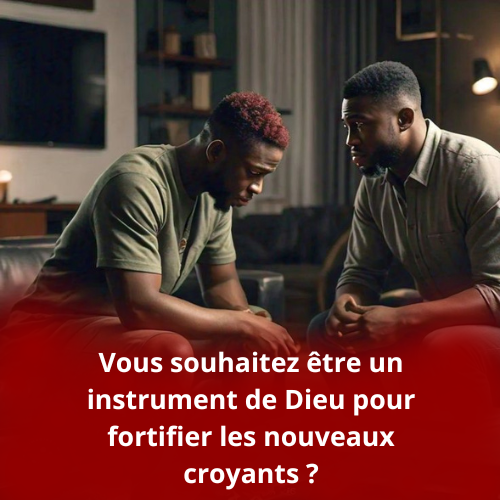 Vous souhaitez être un
instrument de Dieu pour
fortifier les nouveaux
croyants ?